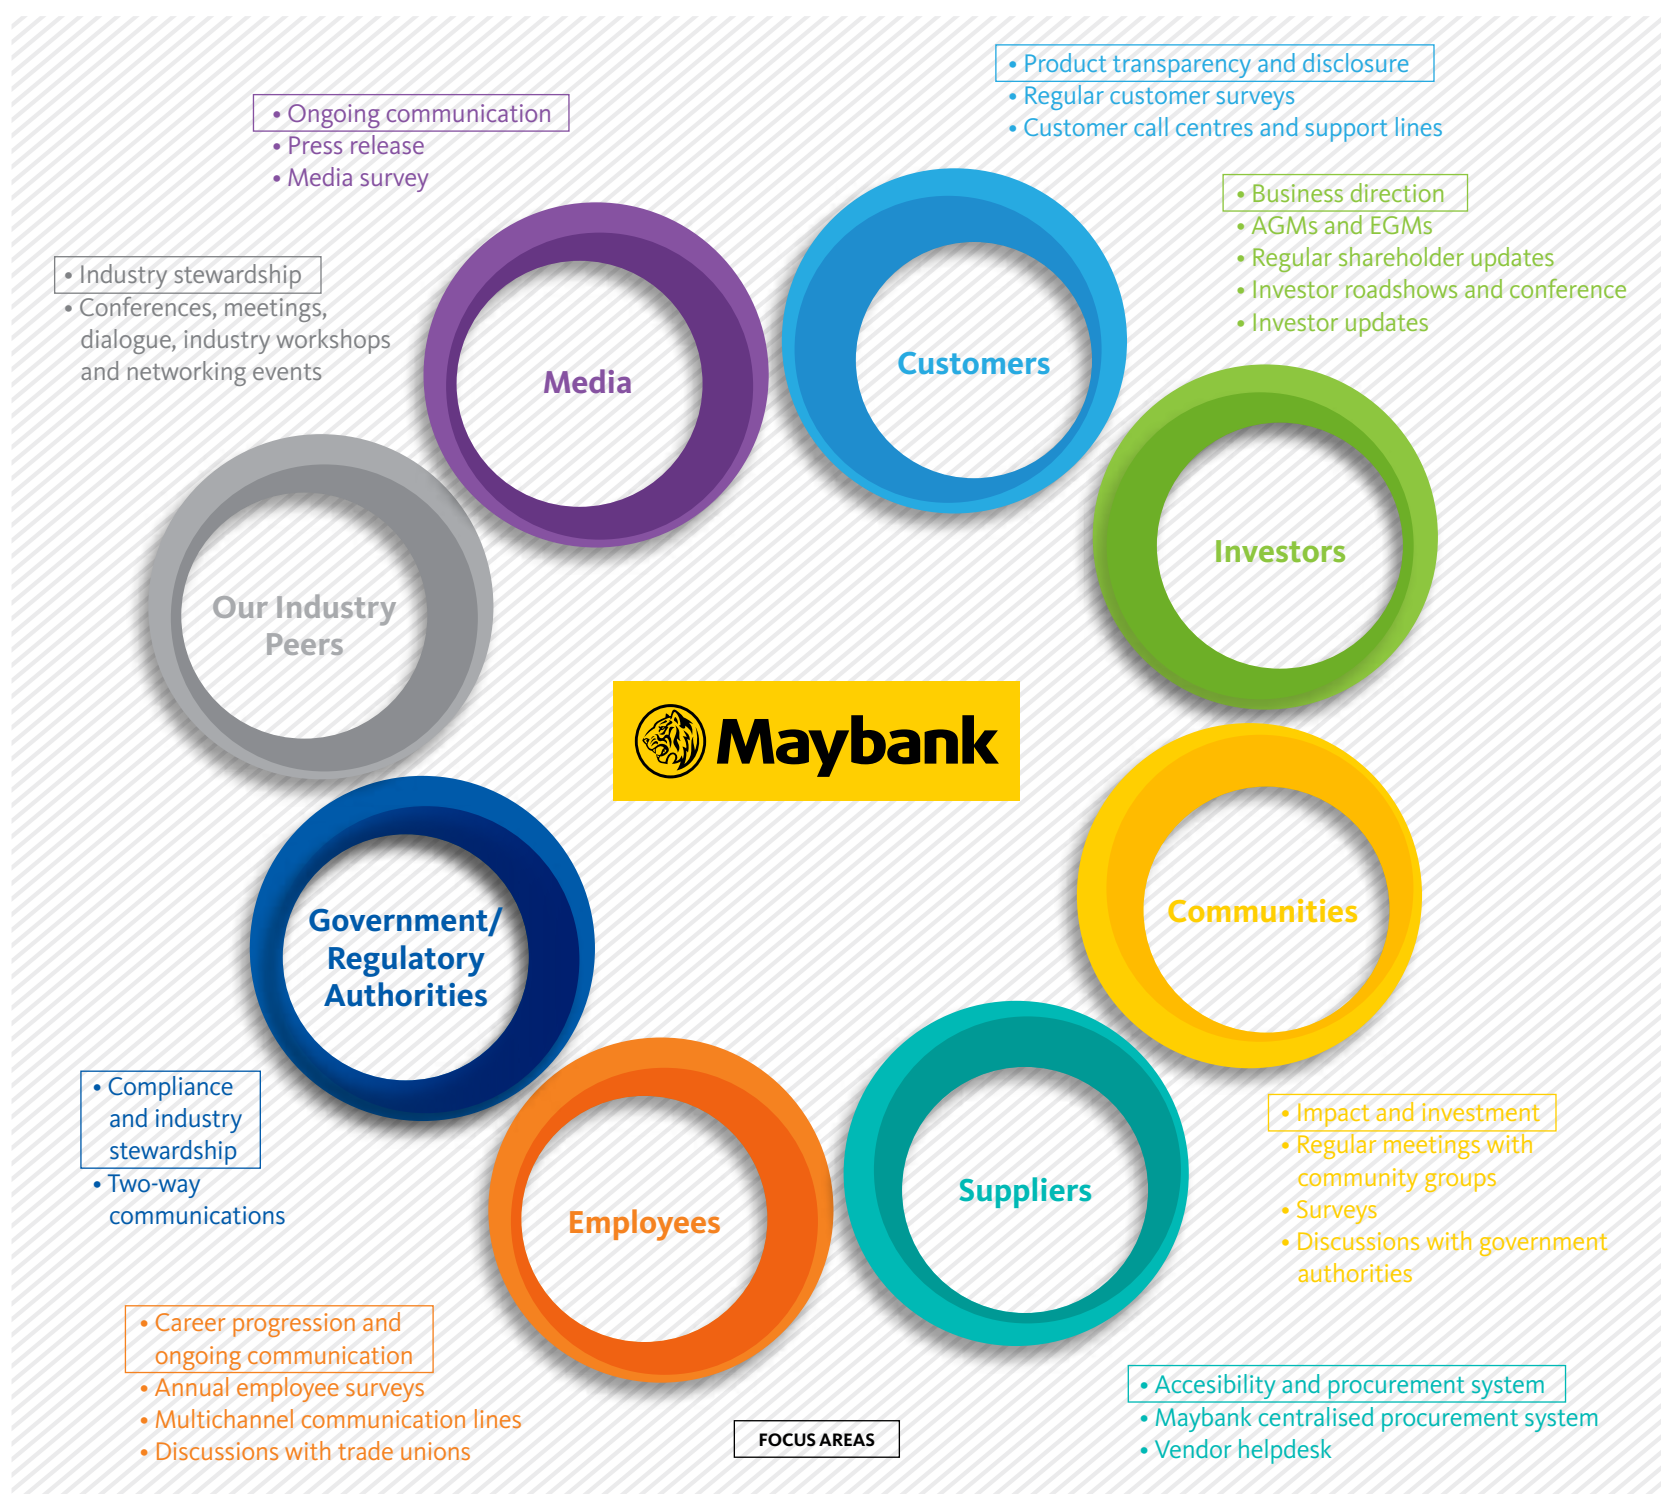 • Product transparency and disclosure
• Regular customer surveys
• Customer call centres and support lines
• Ongoing communication
• Press release
• Media survey
• Business direction
• AGMs and EGMs
• Regular shareholder updates
• Investor roadshows and conference
• Investor updates
• Industry stewardship
• Conferences, meetings,
dialogue, industry workshops
and networking events
Media
Customers
Investors
Our Industry
Peers
Maybank
Communities
Government/
Regulatory
Authorities
Suppliers
Employees
• Compliance
and industry
stewardship
• Two-way
communications
• Impact and investment
• Regular meetings with
community groups
• Surveys
• Discussions with government
authorities
• Career progression and
ongoing communication
• Annual employee surveys
• Multichannel communication lines
• Discussions with trade unions
• Accesibility and procurement system
• Maybank centralised procurement system
• Vendor helpdesk
FOCUS AREAS